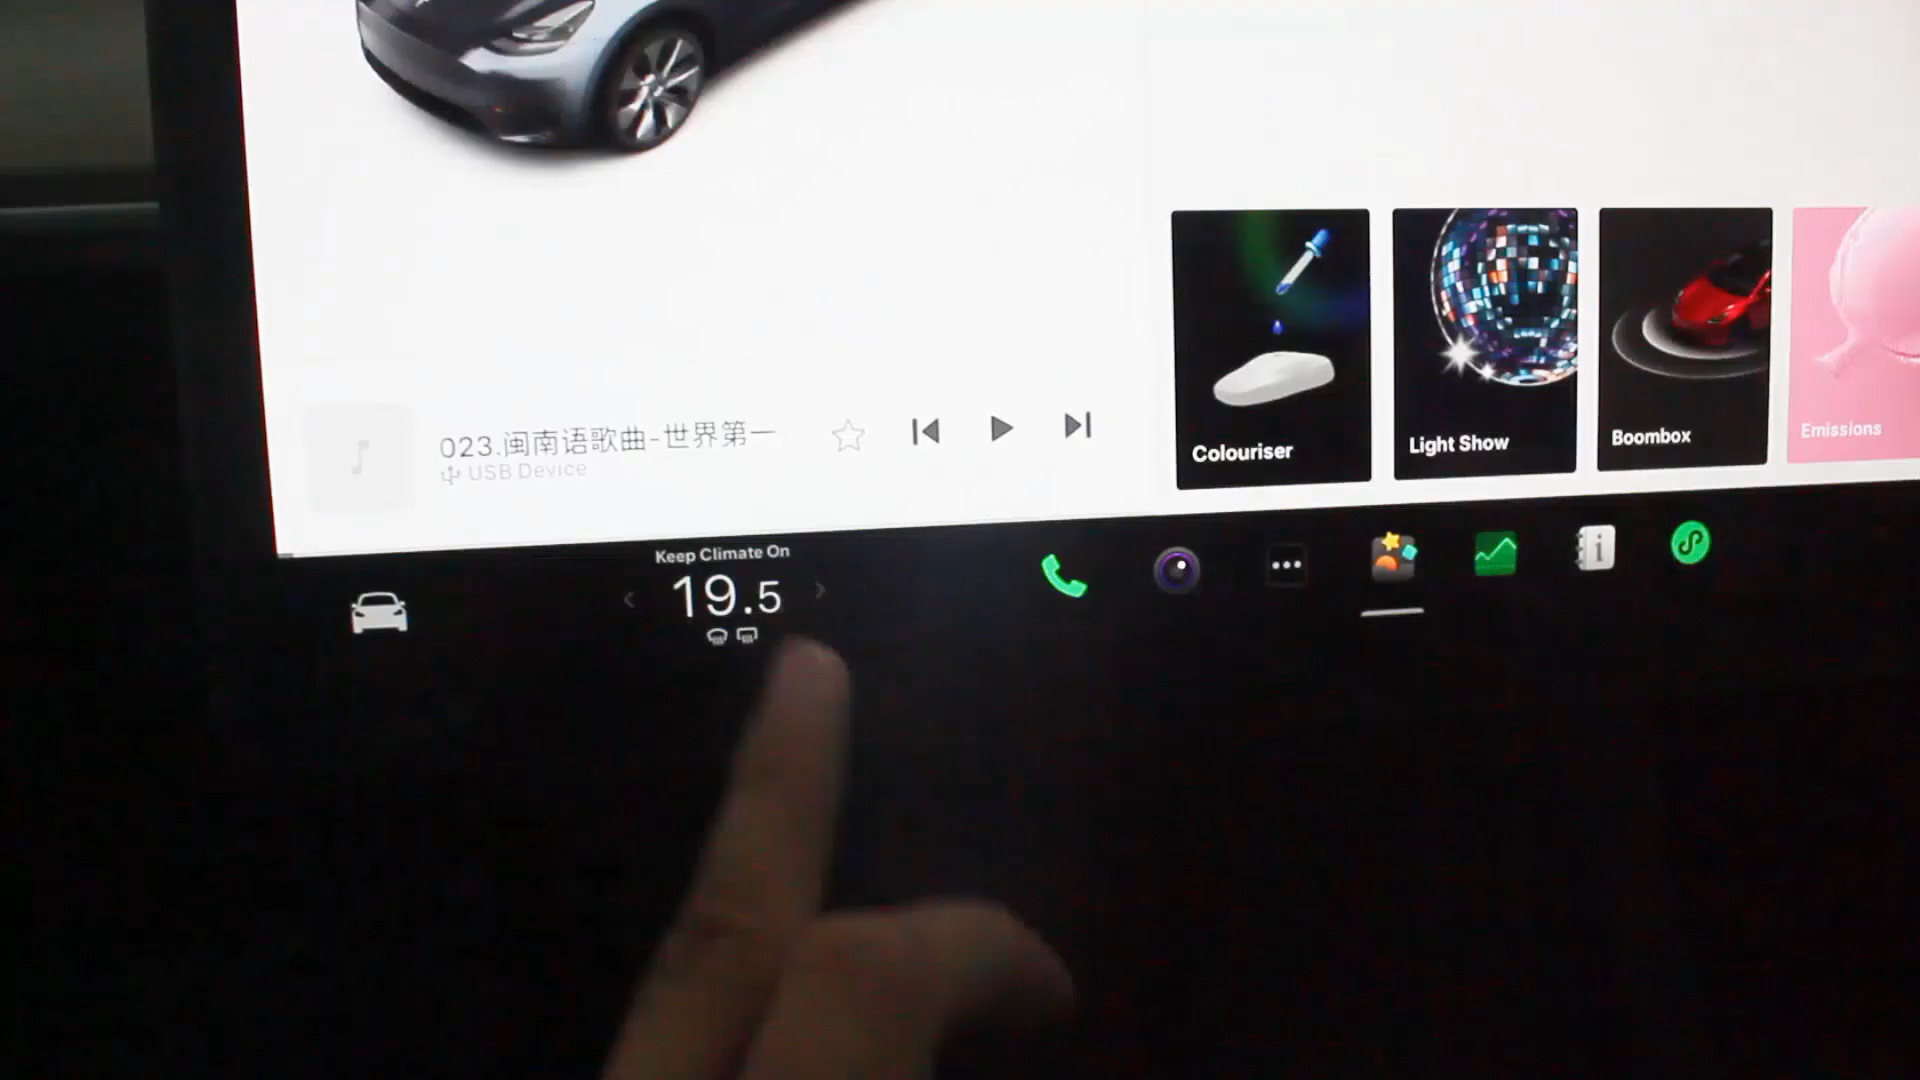 023.闽南语歌曲-世界第一
USB Device
Colouriser
Light Show
Boombox
Emissions
Keep Climate On
19.5